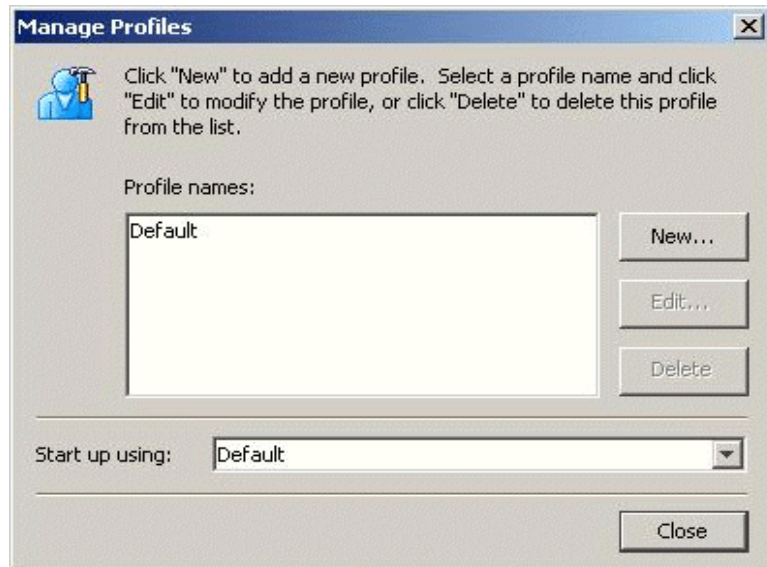 Manage Profiles
Click "New" to add a new profile. Select a profile name and click
"Edit" to modify the profile, or click "Delete" to delete this profile
from the list.
Profile names:
Default
New...
Edit...
Delete
Start up using:
Default
Close